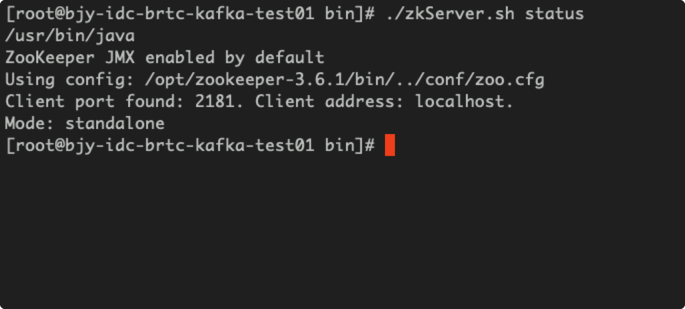 [root@bjy-idc-brtc-kafka-test01 bin]# ./zkServer.sh status
/usr/bin/java
ZooKeeper JMX enabled by default
Using config: /opt/zookeeper-3.6.1/bin/../conf/zoo.cfg
Client port found: 2181. Client address: localhost.
Mode: standalone
[root@bjy-idc-brtc-kafka-test01 bin]#